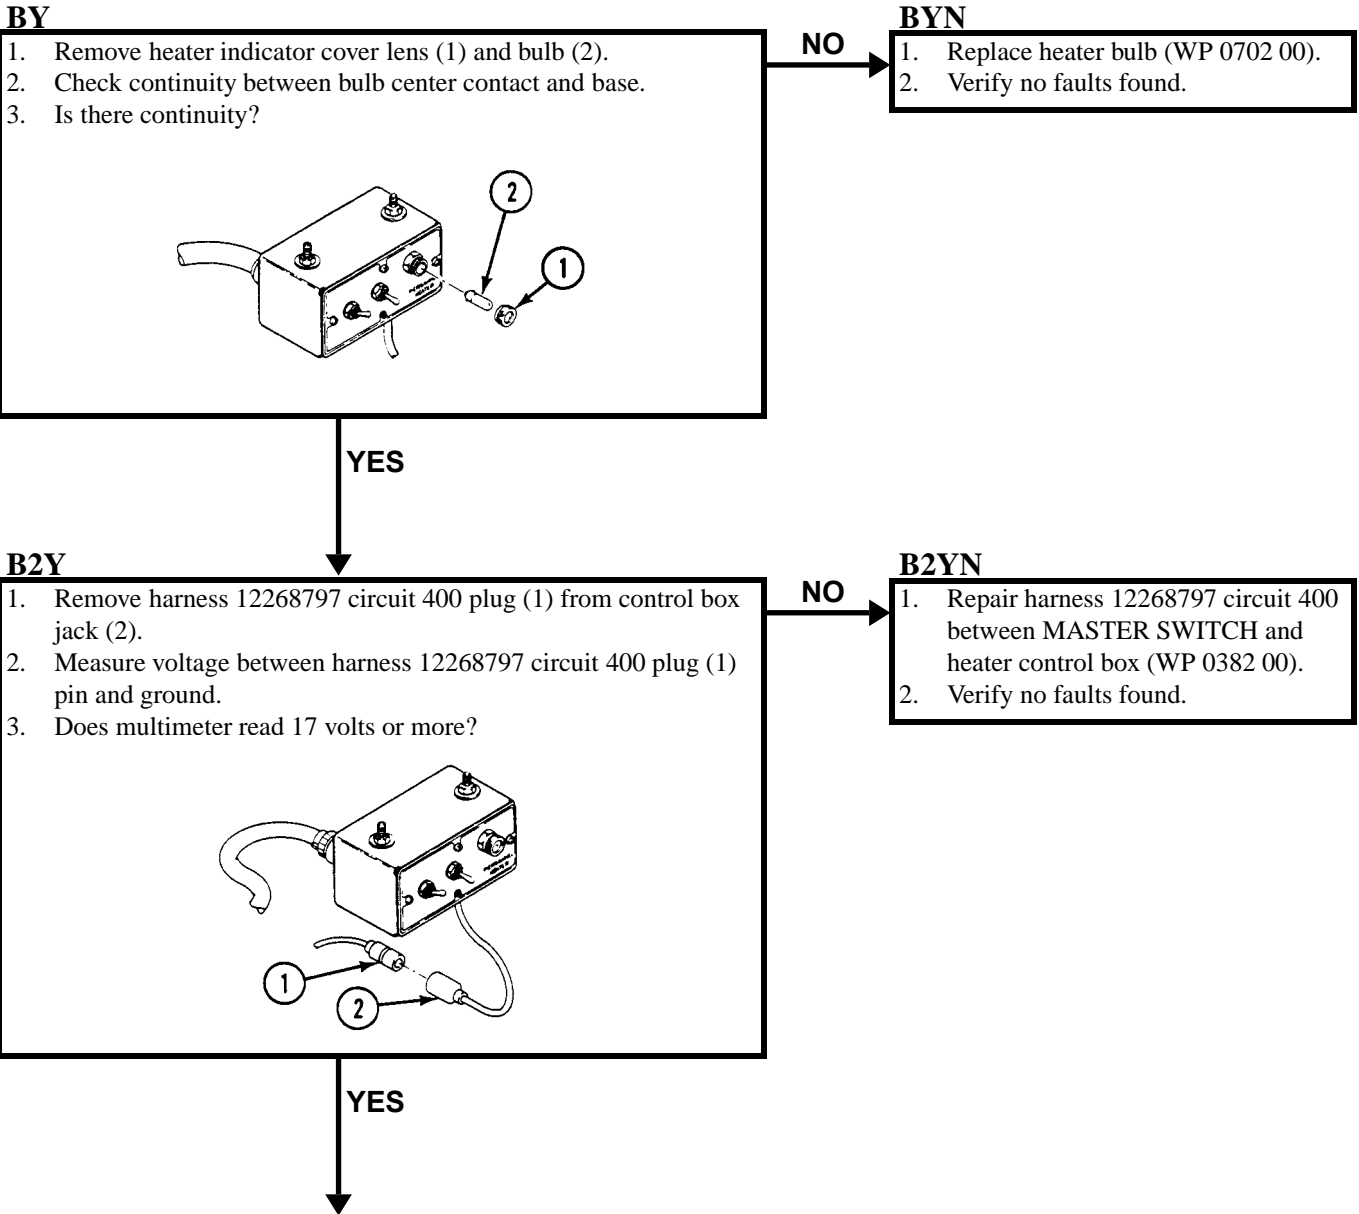 BY
1. Remove heater indicator cover lens (1) and bulb (2).
2. Check continuity between bulb center contact and base.
3. Is there continuity?
2
1
NO
BYN
1. Replace heater bulb (WP 0702 00).
2. Verify no faults found.
YES
B2Y
1. Remove harness 12268797 circuit 400 plug (1) from control box
jack (2).
2. Measure voltage between harness 12268797 circuit 400 plug (1)
pin and ground.
3. Does multimeter read 17 volts or more?
1
2
NO
B2YN
1. Repair harness 12268797 circuit 400
between MASTER SWITCH and
heater control box (WP 0382 00).
2. Verify no faults found.
YES